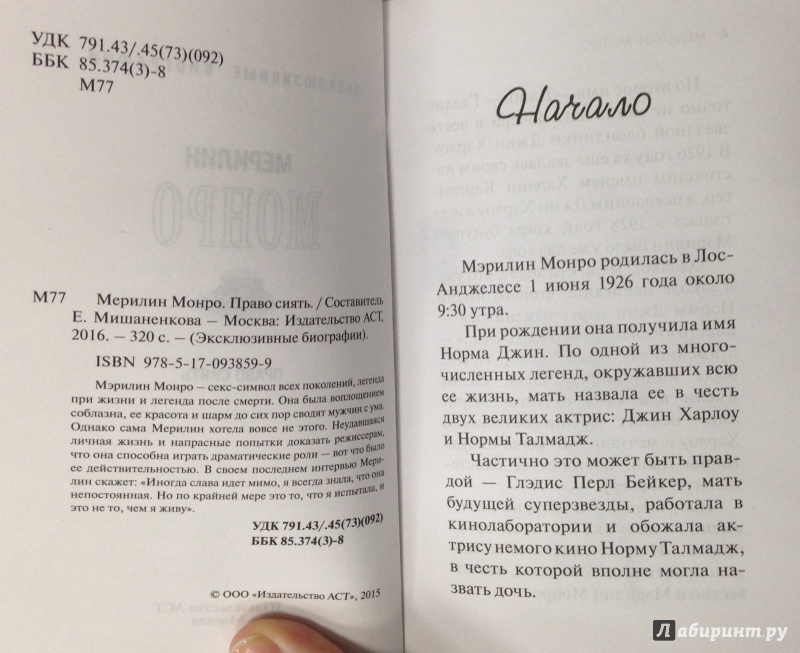 УДК 791.43/.45(73)(092)
ББК 85.374(3)-8
М77
М77 Мерилин Монро. Право сиять. / Составитель
Е. Мишаненкова — Москва: Издательство АСТ,
2016. — 320 с. — (Эксклюзивные биографии).
ISBN 978-5-17-093859-9
Мэрилин Монро – секс-символ всех поколений, легенда
при жизни и легенда после смерти. Она была воплощением
соблазна, ее красота и шарм до сих пор сводят мужчин с ума.
Однако сама Мерилин хотела вовсе не этого. Неудавшаяся
личная жизнь и напрасные попытки доказать режиссерам,
что она способна играть драматические роли – вот что было
ее действительностью. В своем последнем интервью Мери-
лин скажет: «Иногда слава идет мимо, я всегда знала, что она
непостоянная. Но по крайней мере это то, что я испытала, и
это не то, чем я живу».
УДК 791.43/.45(73)(092)
ББК 85.374(3)-8
© ООО «Издательство АСТ», 2015
Начало
Мэрилин Монро родилась в Лос-
Анджелесе 1 июня 1926 года около
9:30 утра.
При рождении она получила имя
Норма Джин. По одной из много-
численных легенд, окружавших всю
ее жизнь, мать назвала ее в честь
двух великих актрис: Джин Харлоу
и Нормы Талмадж.
Частично это может быть прав-
дой — Глэдис Перл Бейкер, мать
будущей суперзвезды, работала в
кинолаборатории и обожала ак-
трису немого кино Норму Талмадж,
в честь которой вполне могла на-
звать дочь.
Лабиринт.ру